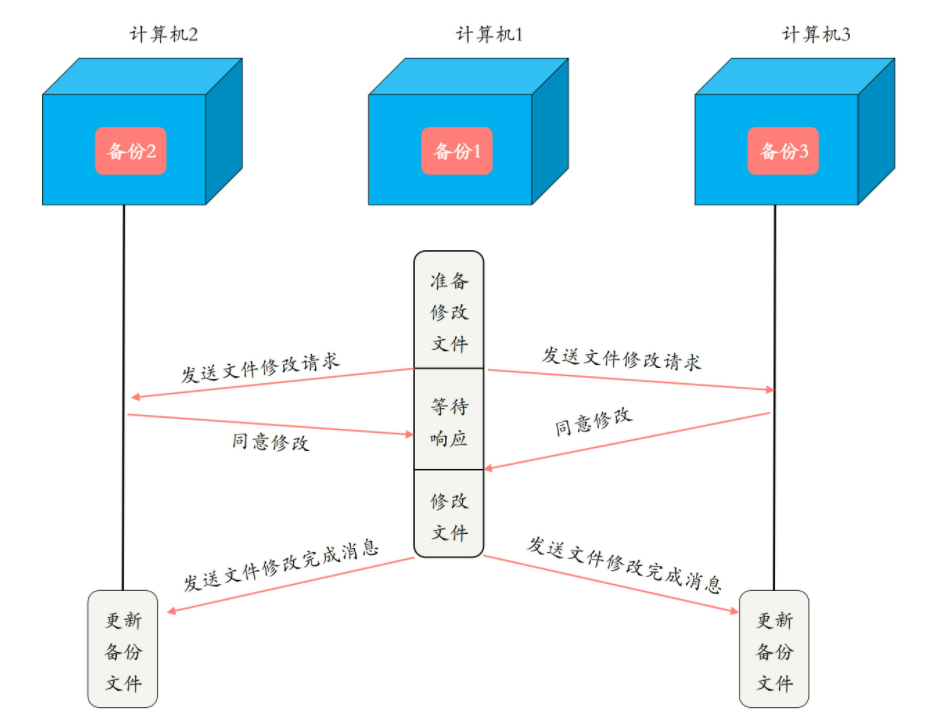 计算机2
计算机1
计算机3
备份2
备份1
备份3
准备
修改
文件
发送文件修改请求
发送文件修改请求
等待
响应
同意修改
同意修改
修改
文件
发送文件修改完成消息
发送文件修改完成消息
更新
备份
文件
更新
备份
文件